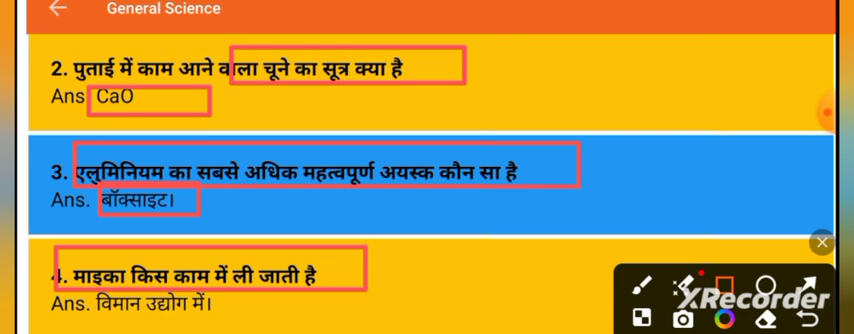 General Science
2. पुताई में काम आने वाला चूने का सूत्र क्या है
Ans CaO
3. एलुमिनियम का सबसे अधिक महत्वपूर्ण अयस्क कौन सा है
Ans. बॉक्साइट।
4. माइका किस काम में ली जाती है
Ans. विमान उद्योग में।
XRecorder